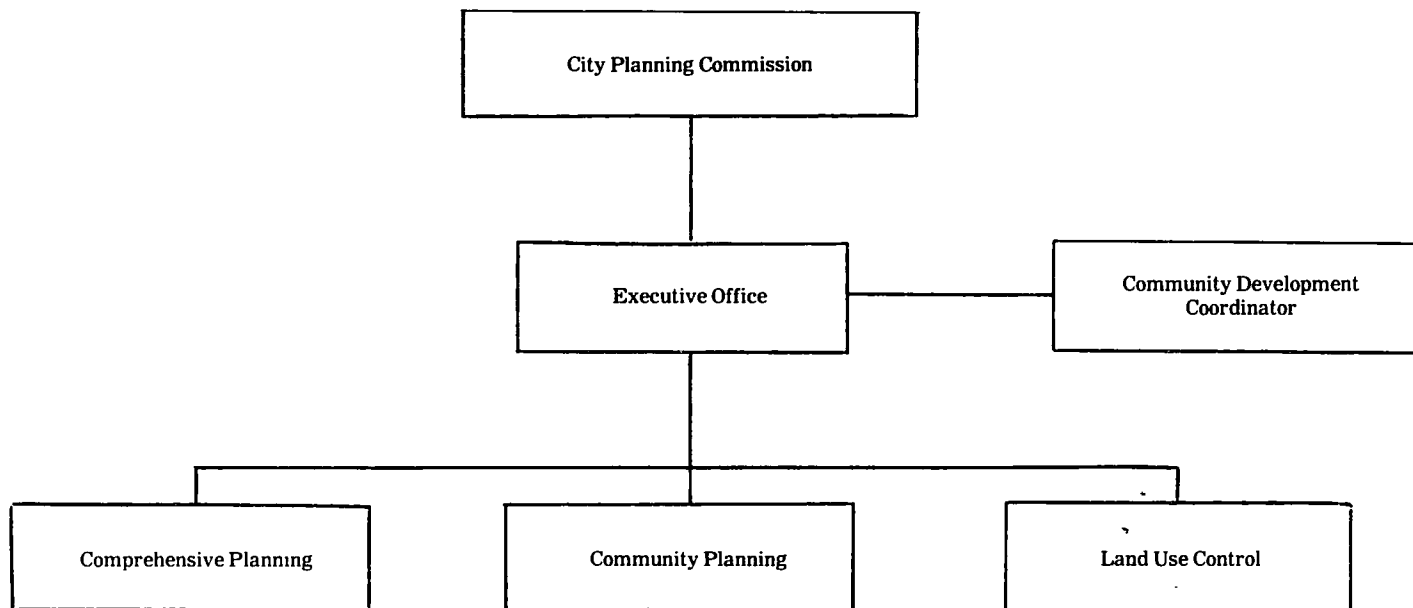 City Planning Commission
Executive Office
Community Development
Coordinator
Comprehensive Planning
Community Planning
Land Use Control